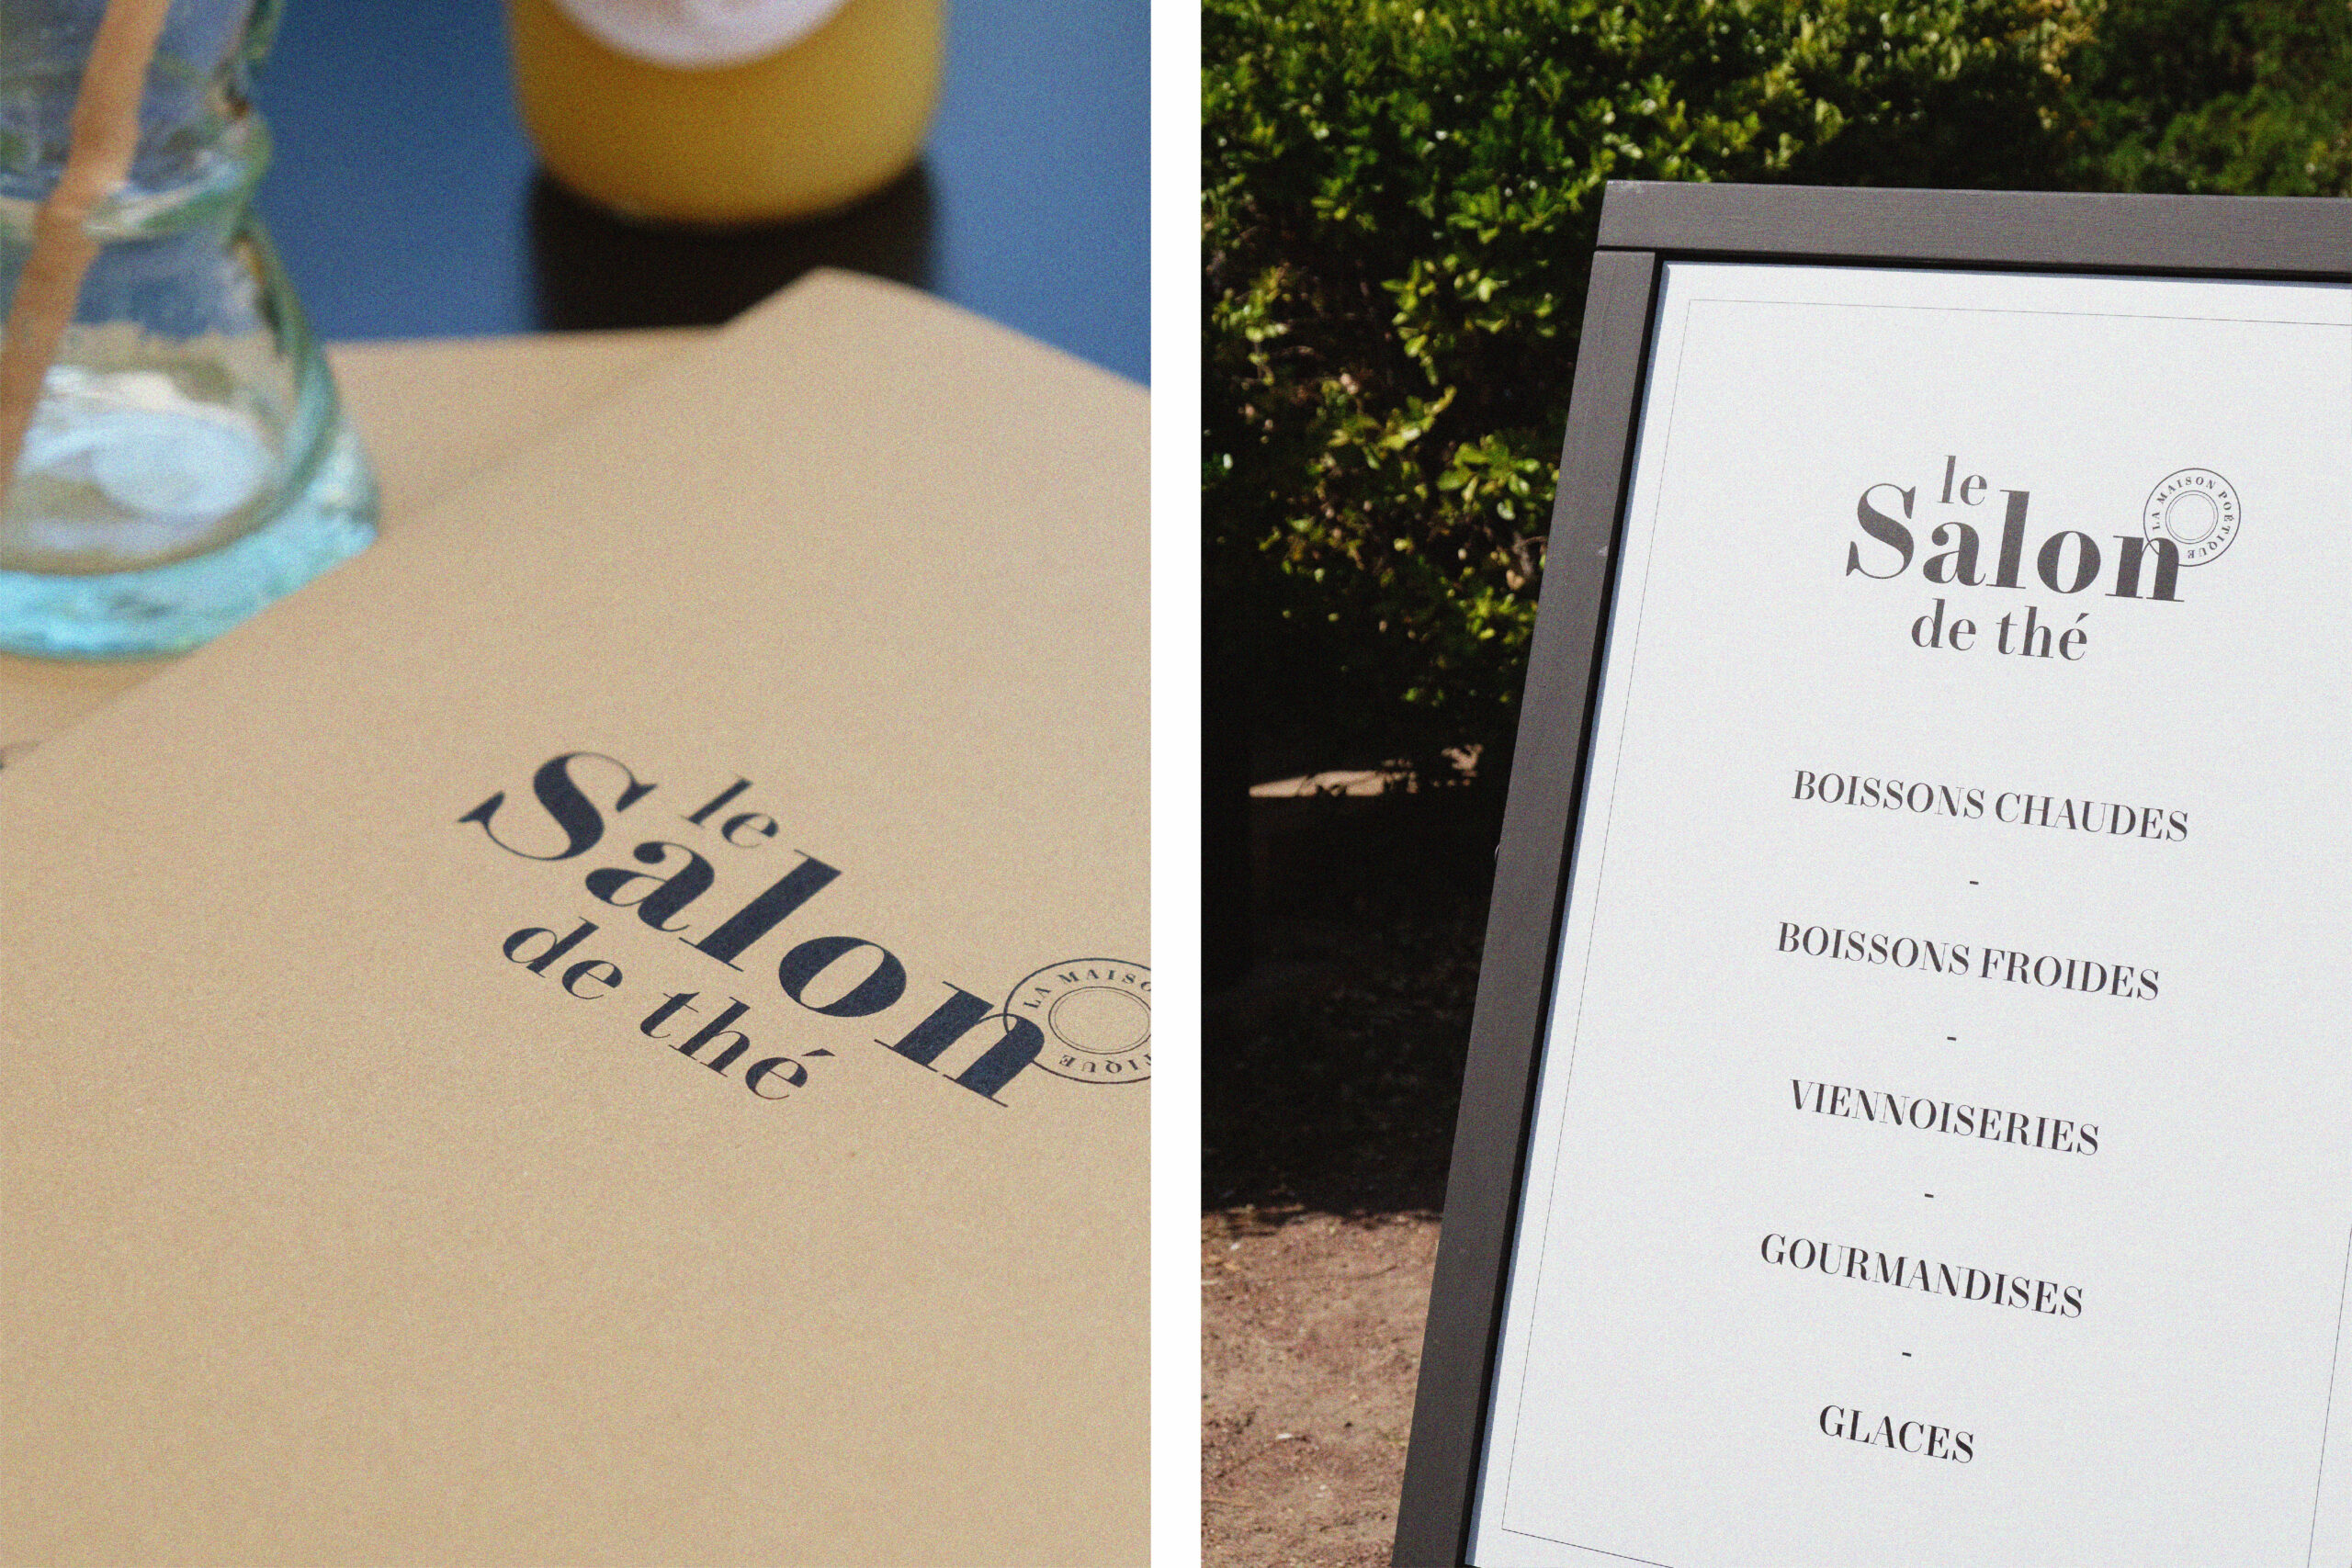 le
Salon
de thé
LA MAISON
TIQUE
le
Salon
de thé
LA MAISON POÉTIQUE
BOISSONS CHAUDES
-
BOISSONS FROIDES
-
VIENNOISERIES
-
GOURMANDISES
-
GLACES